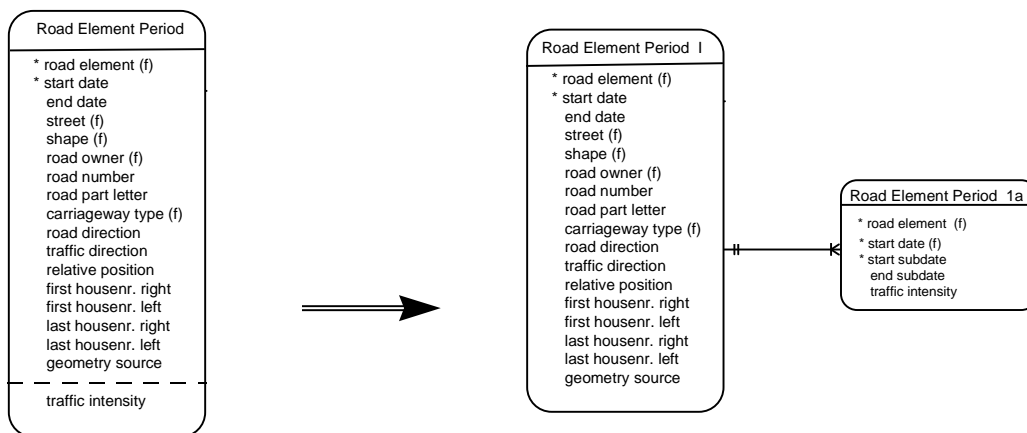 Road Element Period
* road element (f)
* start date
end date
street (f)
shape (f)
road owner (f)
road number
road part letter
carriageway type (f)
road direction
traffic direction
relative position
first housenr. right
first housenr. left
last housenr. right
last housenr. left
geometry source
traffic intensity
Road Element Period I
* road element (f)
* start date
end date
street (f)
shape (f)
road owner (f)
road number
road part letter
carriageway type (f)
road direction
traffic direction
relative position
first housenr. right
first housenr. left
last housenr. right
last housenr. left
geometry source
Road Element Period 1a
* road element (f)
* start date (f)
* start subdate
end subdate
traffic intensity